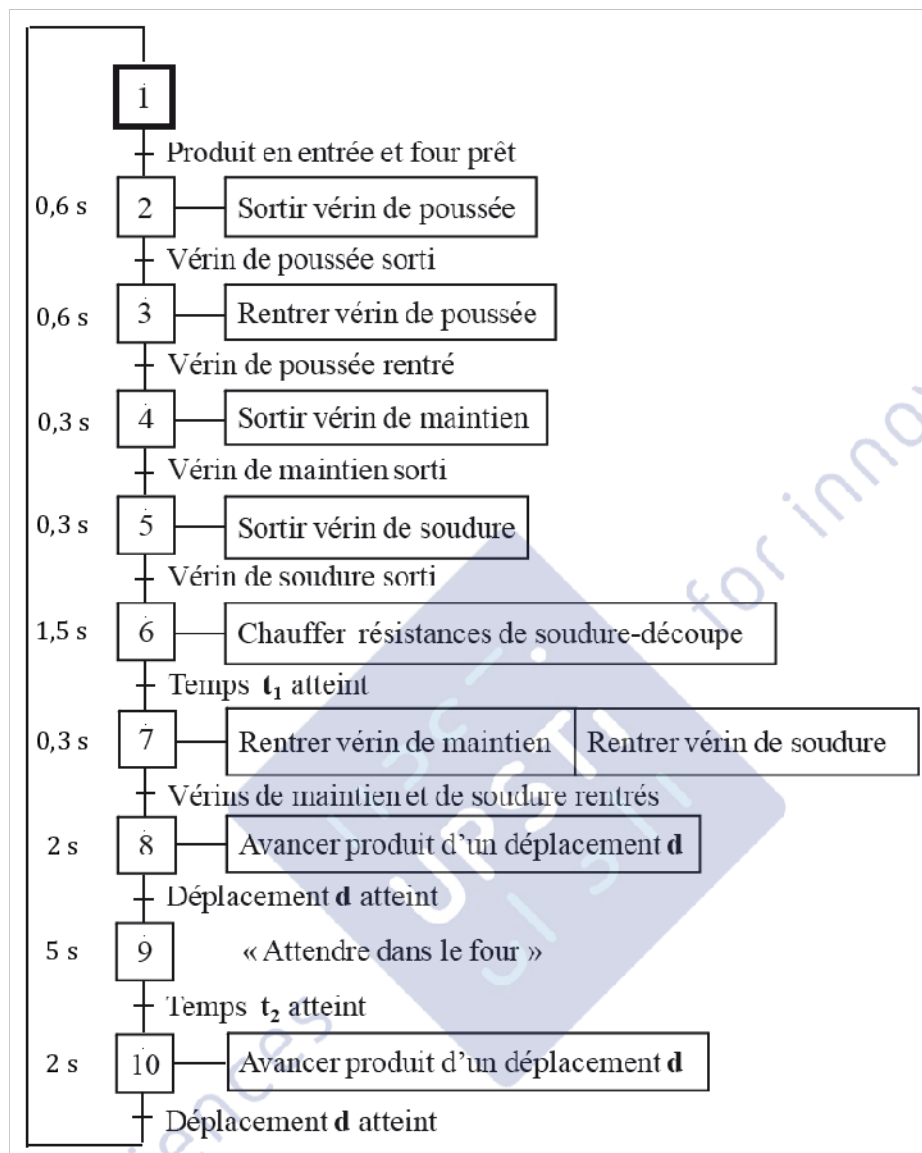 1
Produit en entrée et four prêt
0,6 s 2 Sortir vérin de poussée
Vérin de poussée sorti
0,6 s 3 Rentrer vérin de poussée
Vérin de poussée rentré
0,3 s 4 Sortir vérin de maintien
Vérin de maintien sorti
0,3 s 5 Sortir vérin de soudure
Vérin de soudure sorti
1,5 s 6 Chauffer résistances de soudure-découpe
Temps t₁ atteint
0,3 s 7 Rentrer vérin de maintien Rentrer vérin de soudure
Vérins de maintien et de soudure rentrés
2 s 8 Avancer produit d’un déplacement d
Déplacement d atteint
5 s 9 « Attendre dans le four »
Temps t₂ atteint
2 s 10 Avancer produit d’un déplacement d
Déplacement d atteint
UPSTI
for